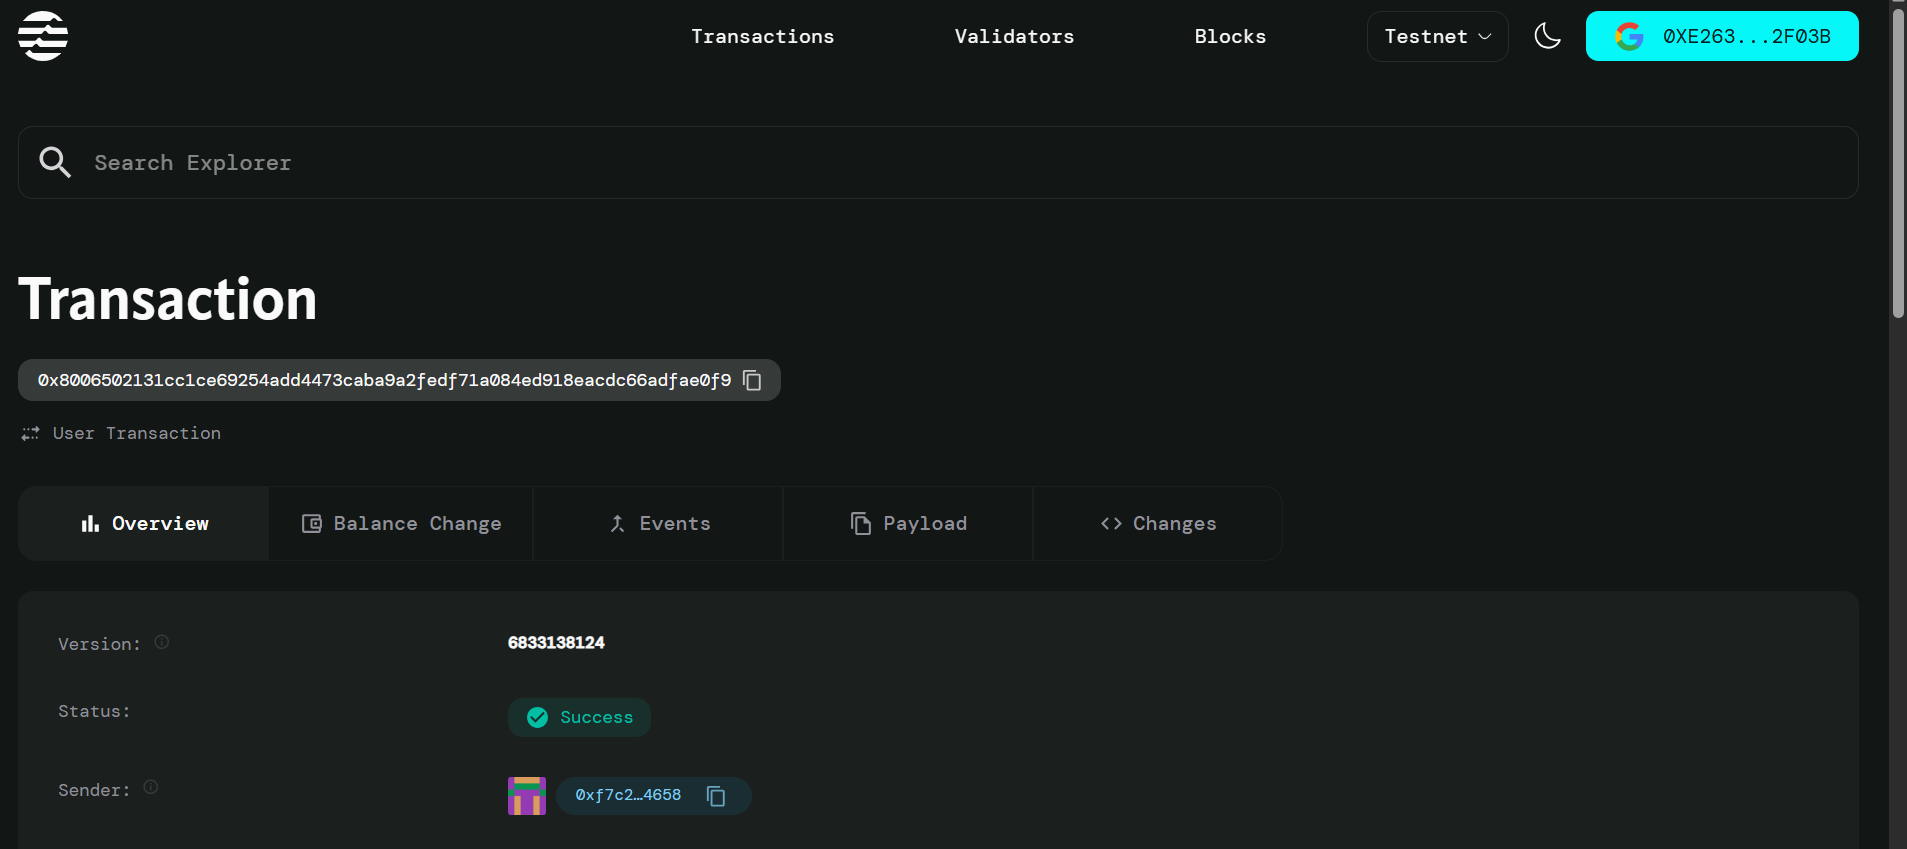 Transactions
Validators
Blocks
Testnet
0XE263...2F03B
Search Explorer
Transaction
0x8006502131cc1ce69254add4473caba9a2fedf71a084ed918eacdc66adfae0f9
User Transaction
Overview
Balance Change
Events
Payload
Changes
Version:
6833138124
Status:
Success
Sender:
0xf7c2…4658